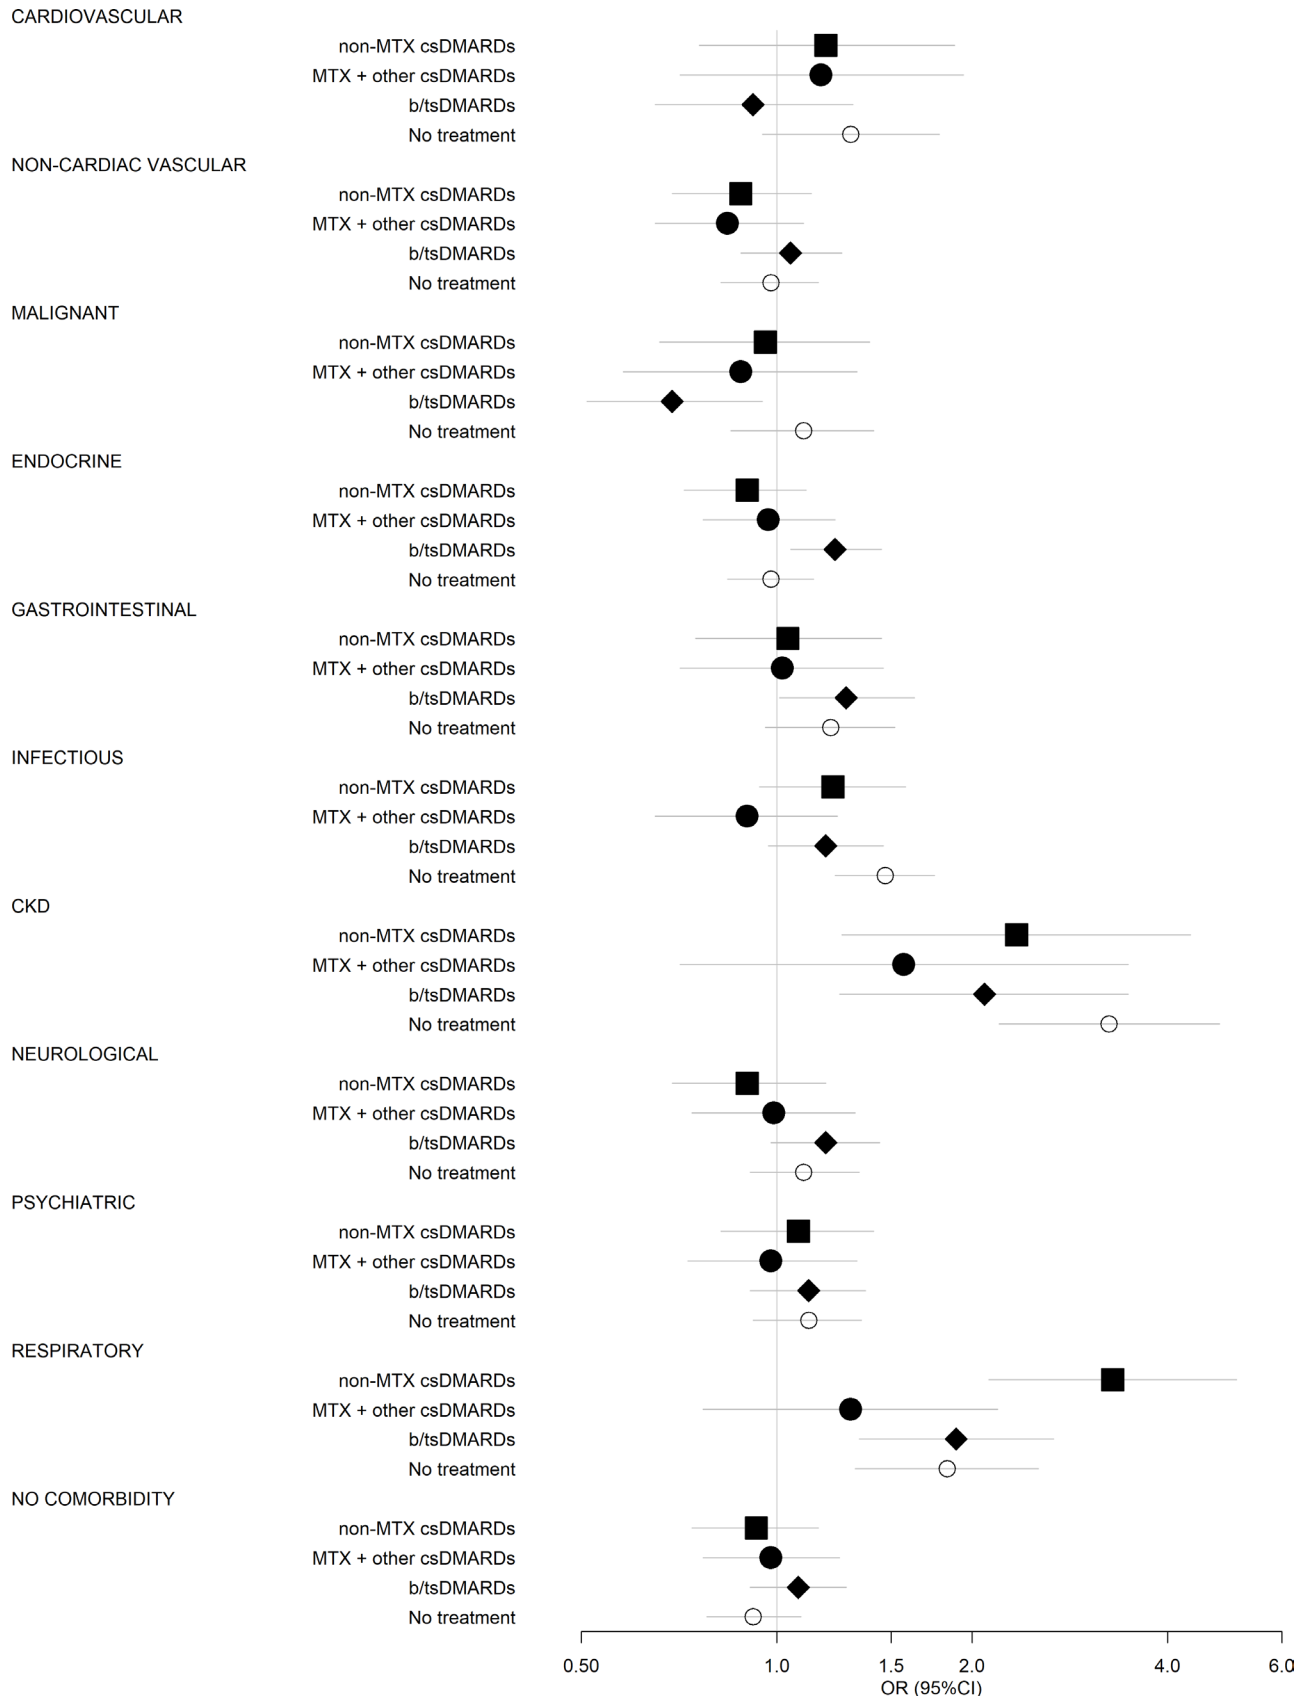 CARDIOVASCULAR
non-MTX csDMARDs
MTX + other csDMARDs
b/tsDMARDs
No treatment
NON-CARDIAC VASCULAR
non-MTX csDMARDs
MTX + other csDMARDs
b/tsDMARDs
No treatment
MALIGNANT
non-MTX csDMARDs
MTX + other csDMARDs
b/tsDMARDs
No treatment
ENDOCRINE
non-MTX csDMARDs
MTX + other csDMARDs
b/tsDMARDs
No treatment
GASTROINTESTINAL
non-MTX csDMARDs
MTX + other csDMARDs
b/tsDMARDs
No treatment
INFECTIOUS
non-MTX csDMARDs
MTX + other csDMARDs
b/tsDMARDs
No treatment
CKD
non-MTX csDMARDs
MTX + other csDMARDs
b/tsDMARDs
No treatment
NEUROLOGICAL
non-MTX csDMARDs
MTX + other csDMARDs
b/tsDMARDs
No treatment
PSYCHIATRIC
non-MTX csDMARDs
MTX + other csDMARDs
b/tsDMARDs
No treatment
RESPIRATORY
non-MTX csDMARDs
MTX + other csDMARDs
b/tsDMARDs
No treatment
NO COMORBIDITY
non-MTX csDMARDs
MTX + other csDMARDs
b/tsDMARDs
No treatment
0.50 1.0 1.5 2.0 4.0 6.0
OR (95%CI)